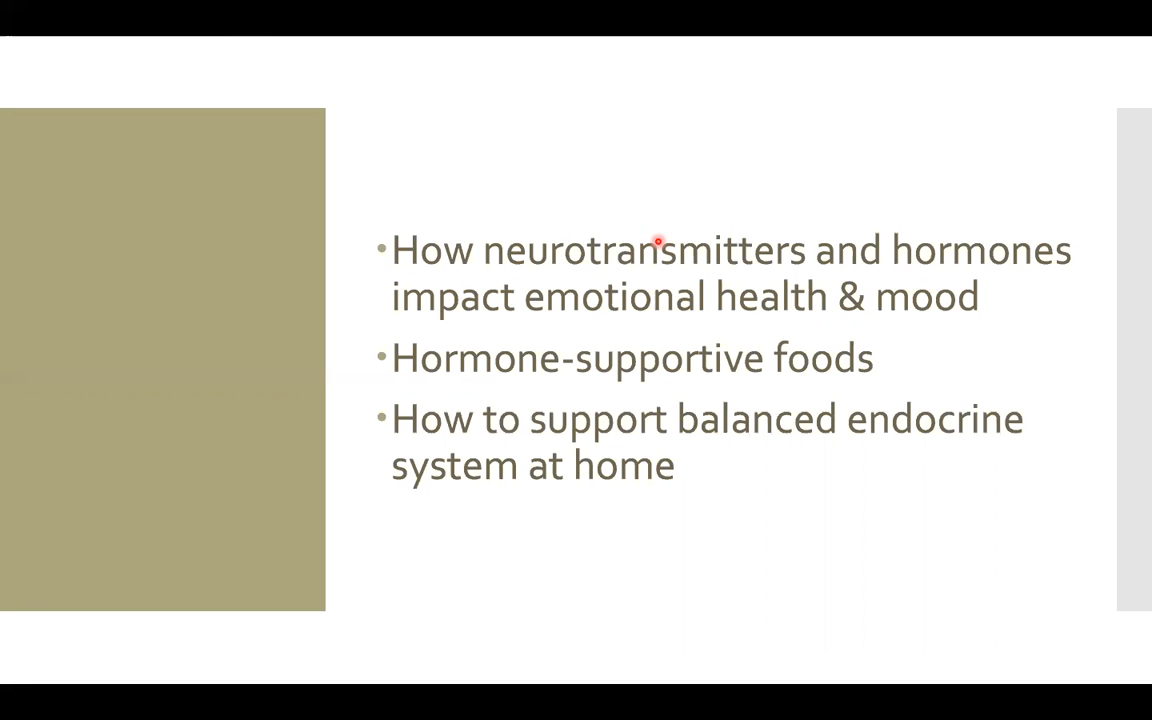 •How neurotransmitters and hormones
impact emotional health & mood
•Hormone-supportive foods
•How to support balanced endocrine
system at home